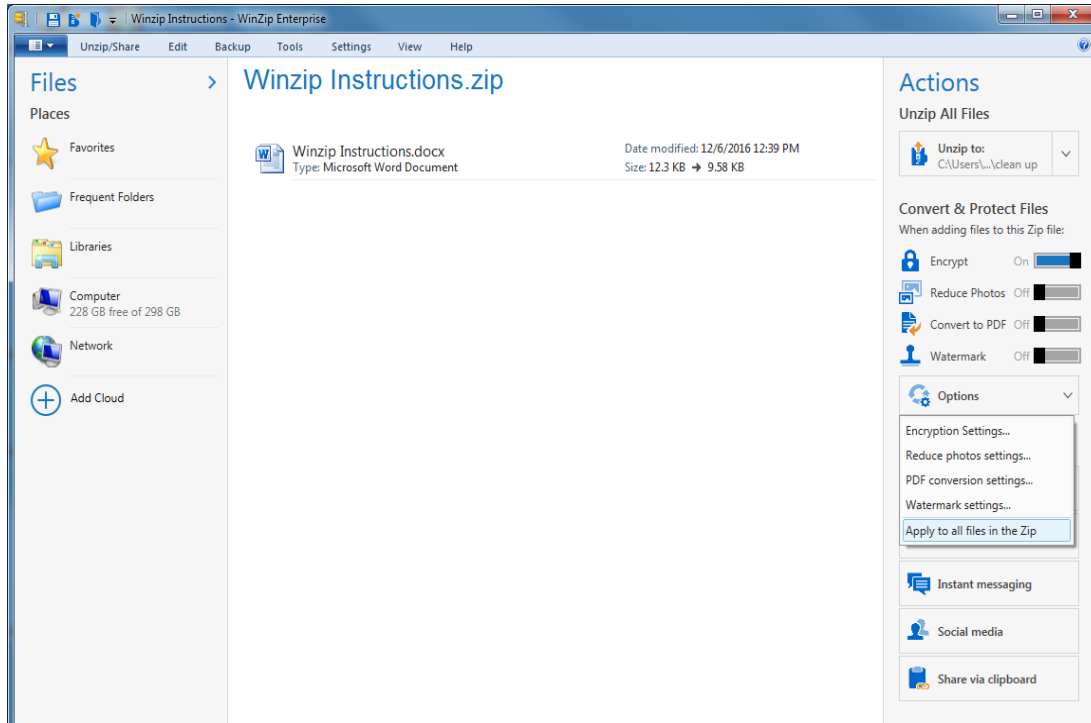 Winzip Instructions - WinZip Enterprise
Unzip/Share Edit Backup Tools Settings View Help
Files
Places
Favorites
Frequent Folders
Libraries
Computer
228 GB free of 298 GB
Network
Add Cloud
Winzip Instructions.zip
Winzip Instructions.docx
Type: Microsoft Word Document
Date modified: 12/6/2016 12:39 PM
Size: 12.3 KB → 9.58 KB
Actions
Unzip All Files
Unzip to:
C:\Users\...\clean up
Convert & Protect Files
When adding files to this Zip file:
Encrypt On
Reduce Photos Off
Convert to PDF Off
Watermark Off
Options
Encryption Settings...
Reduce photos settings...
PDF conversion settings...
Watermark settings...
Apply to all files in the Zip
Instant messaging
Social media
Share via clipboard